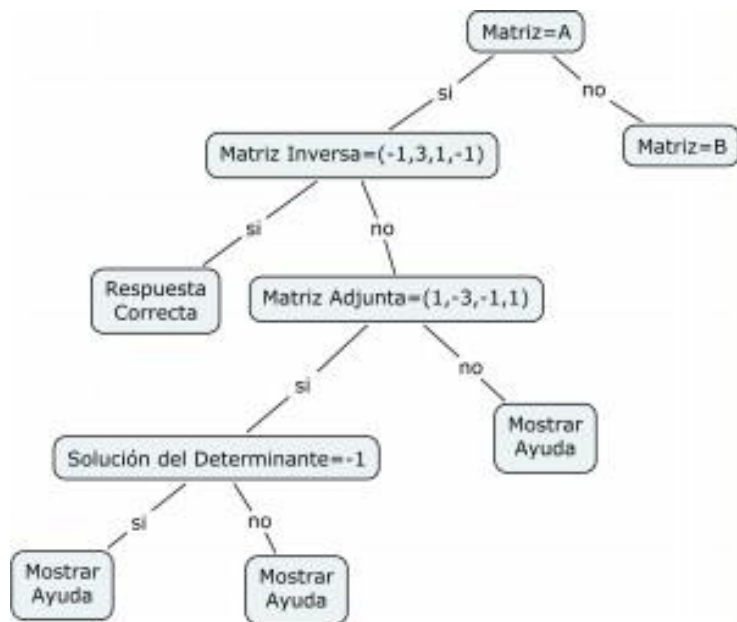 Matriz=A
si
no
Matriz Inversa=(-1,3,1,-1)
Matriz=B
si
no
Respuesta
Correcta
Matriz Adjunta=(1,-3,-1,1)
si
no
Mostrar
Ayuda
Solución del Determinante=-1
si
no
Mostrar
Ayuda
Mostrar
Ayuda